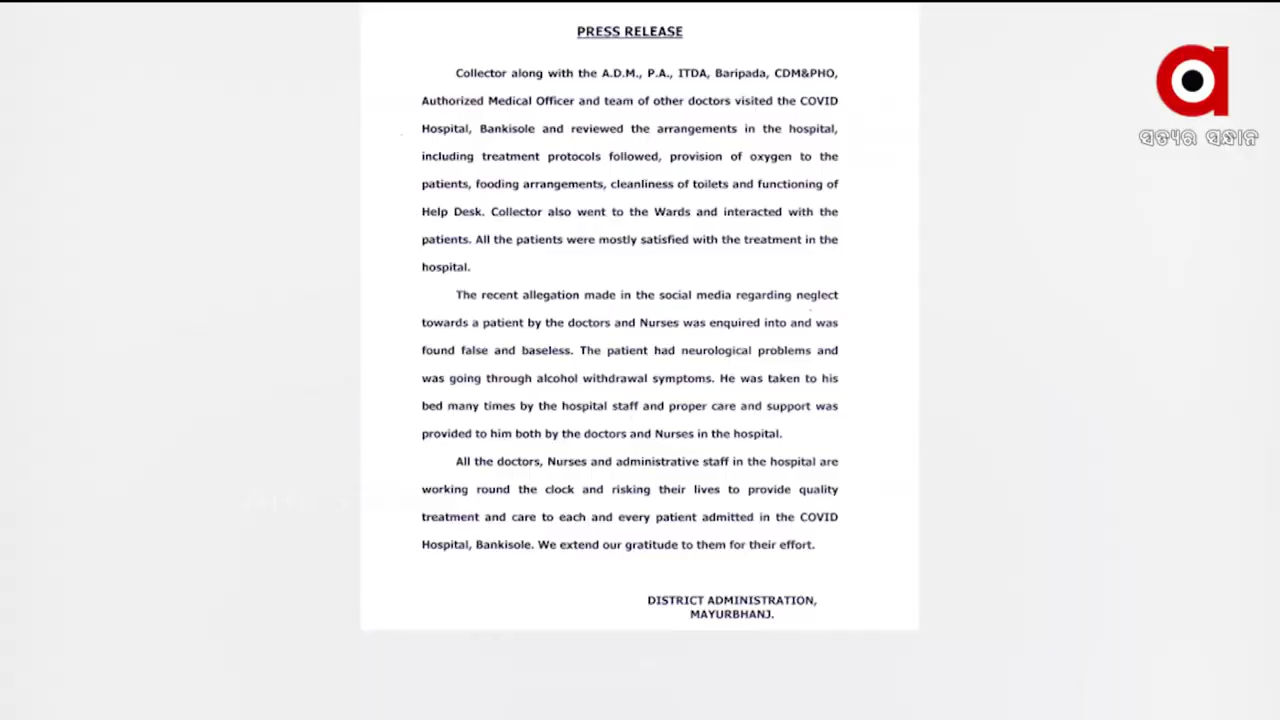 PRESS RELEASE
Collector along with the A.D.M., P.A., ITDA, Baripada, CDM&PHO,
Authorized Medical Officer and team of other doctors visited the COVID
Hospital, Bankisole and reviewed the arrangements in the hospital,
including treatment protocols followed, provision of oxygen to the
patients, fooding arrangements, cleanliness of toilets and functioning of
Help Desk. Collector also went to the Wards and interacted with the
patients. All the patients were mostly satisfied with the treatment in the
hospital.
The recent allegation made in the social media regarding neglect
towards a patient by the doctors and Nurses was enquired into and was
found false and baseless. The patient had neurological problems and
was going through alcohol withdrawal symptoms. He was taken to his
bed many times by the hospital staff and proper care and support was
provided to him both by the doctors and Nurses in the hospital.
All the doctors, Nurses and administrative staff in the hospital are
working round the clock and risking their lives to provide quality
treatment and care to each and every patient admitted in the COVID
Hospital, Bankisole. We extend our gratitude to them for their effort.
DISTRICT ADMINISTRATION,
MAYURBHANJ.
a
ସତ୍ୟର ସନ୍ଧାନ